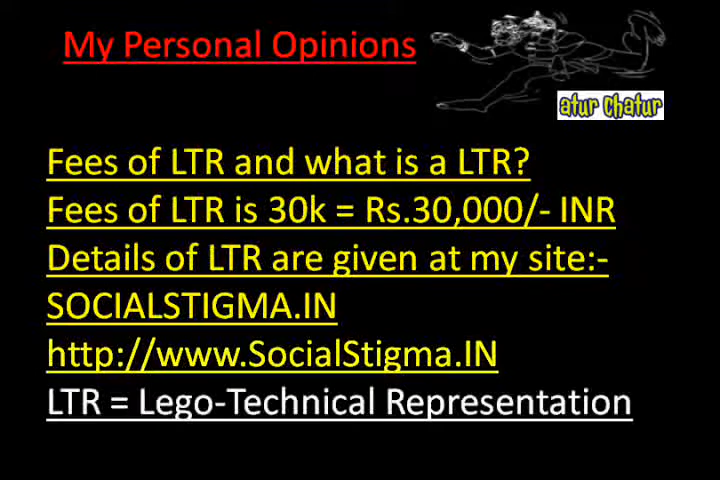 My Personal Opinions
atur chatur
Fees of LTR and what is a LTR?
Fees of LTR is 30k = Rs.30,000/- INR
Details of LTR are given at my site:-
SOCIALSTIGMA.IN
http://www.SocialStigma.IN
LTR = Lego-Technical Representation